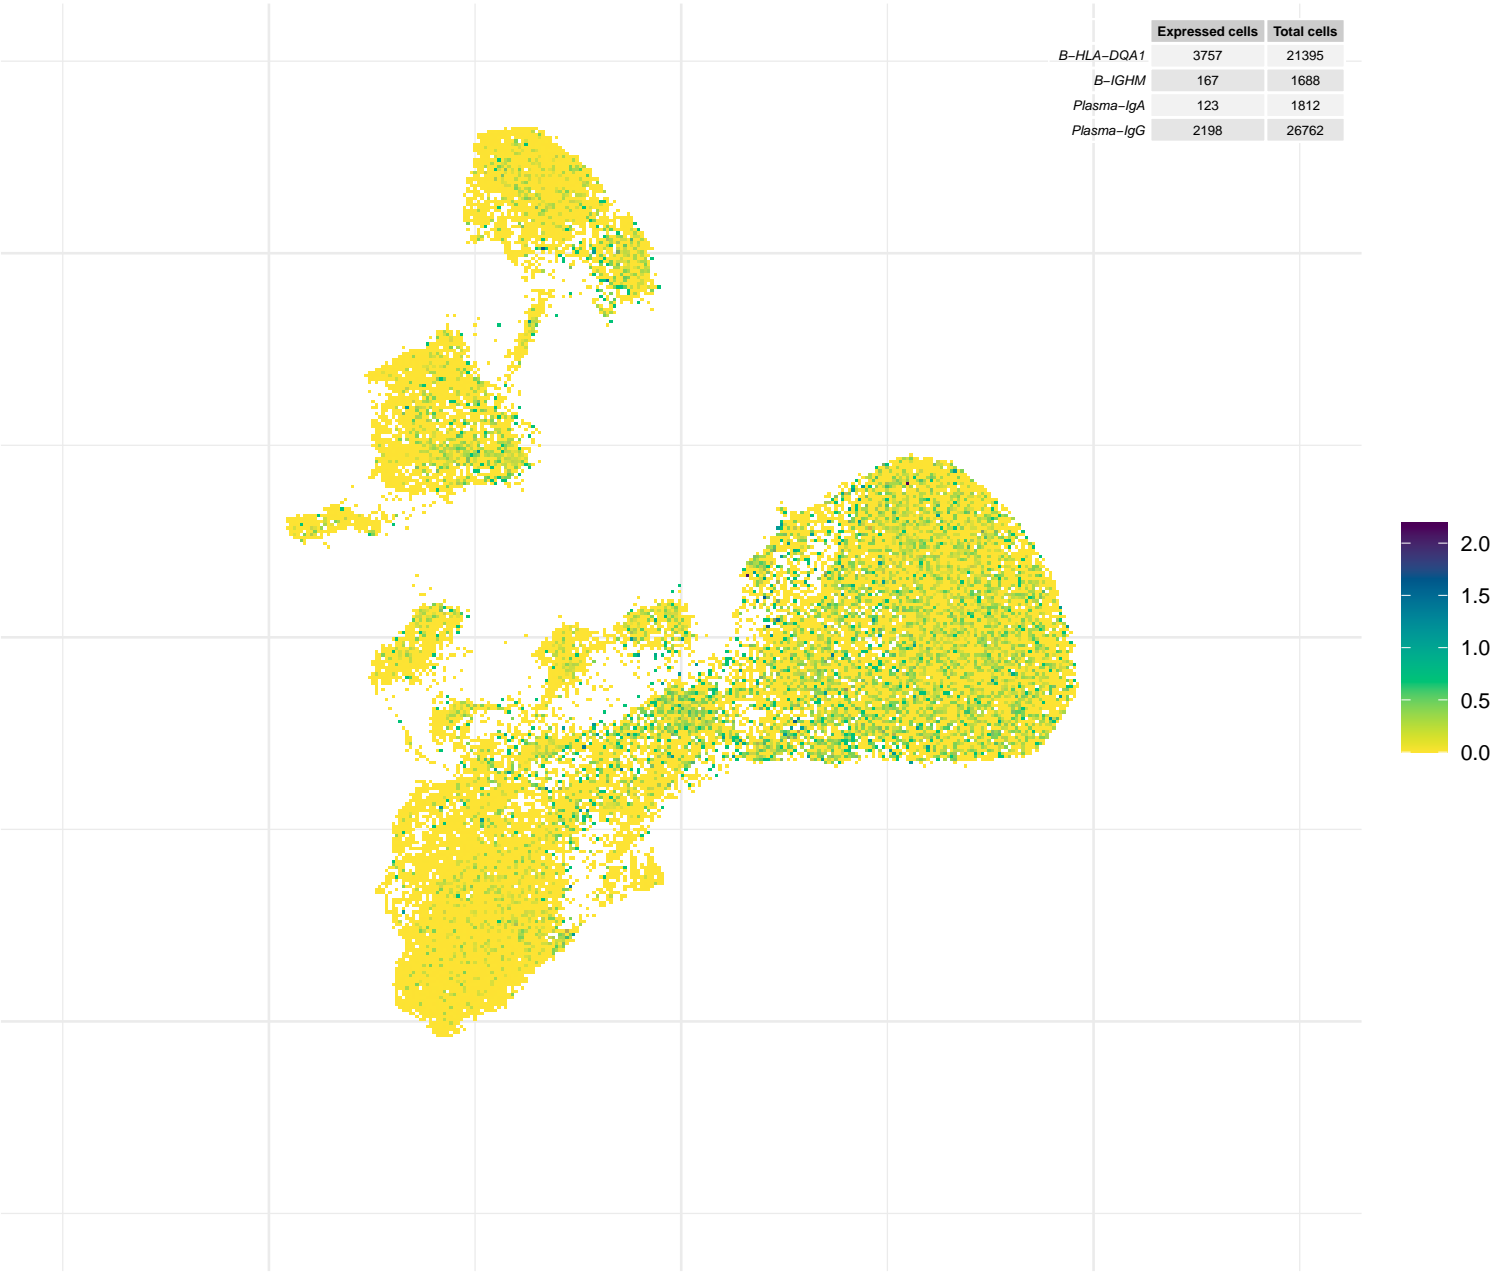 Expressed cells Total cells
B−HLA−DQA1 3757 21395
B−IGHM 167 1688
Plasma−IgA 123 1812
Plasma−IgG 2198 26762
2.0
1.5
1.0
0.5
0.0